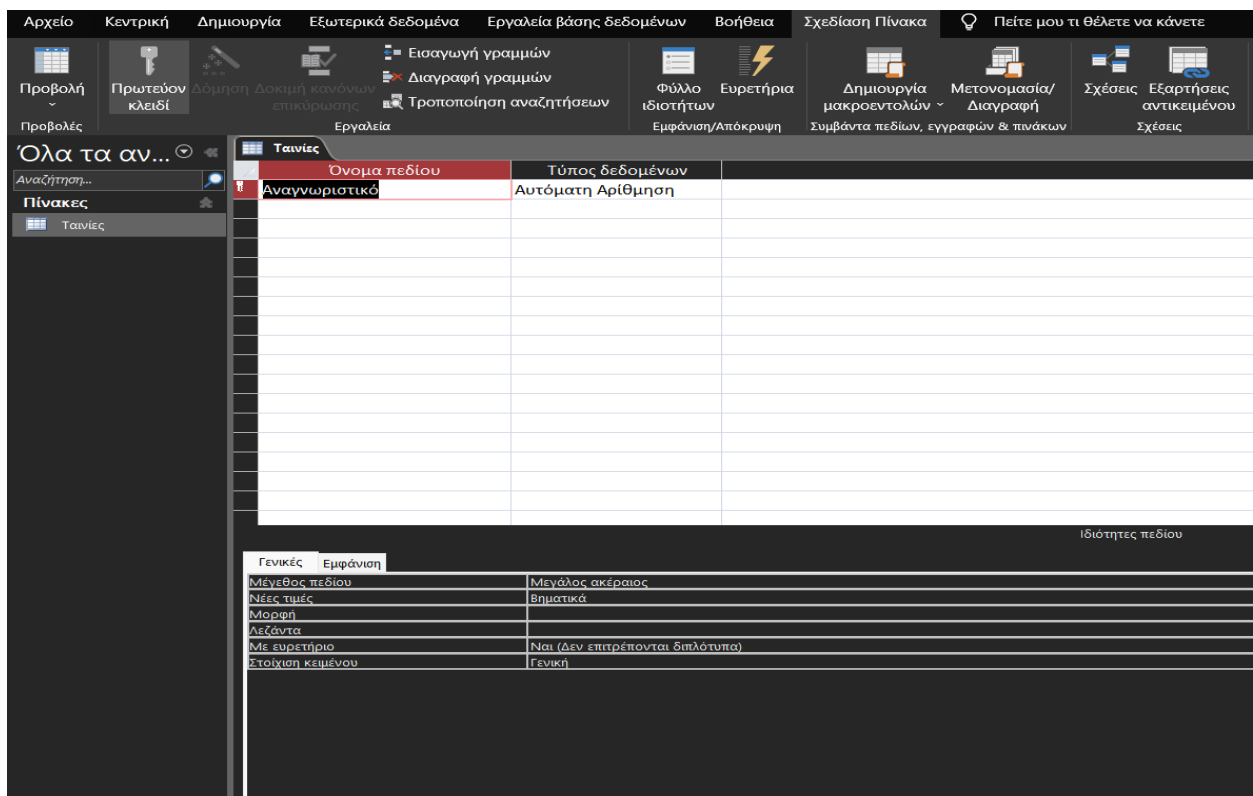 Αρχείο Κεντρική Δημιουργία Εξωτερικά δεδομένα Εργαλεία βάσης δεδομένων Βοήθεια Σχεδίαση Πίνακα Πείτε μου τι θέλετε να κάνετε
Προβολή
Πρωτεύον κλειδί
Δόμηση
Δοκιμή κανόνων επικύρωσης
Εισαγωγή γραμμών
Διαγραφή γραμμών
Τροποποίηση αναζητήσεων
Φύλλο ιδιοτήτων
Ευρετήρια
Δημιουργία μακροεντολών
Μετονομασία/ Διαγραφή
Σχέσεις
Εξαρτήσεις αντικειμένου
Προβολές Εργαλεία Εμφάνιση/Απόκρυψη Συμβάντα πεδίων, εγγραφών & πινάκων Σχέσεις
Όλα τα αν...
Αναζήτηση...
Πίνακες
Ταινίες
Ταινίες
Όνομα πεδίου Τύπος δεδομένων
Αναγνωριστικό Αυτόματη Αρίθμηση
Ιδιότητες πεδίου
Γενικές Εμφάνιση
Μέγεθος πεδίου Μεγάλος ακέραιος
Νέες τιμές Βηματικά
Μορφή
Λεζάντα
Με ευρετήριο Ναι (Δεν επιτρέπονται διπλότυπα)
Στοίχιση κειμένου Γενική